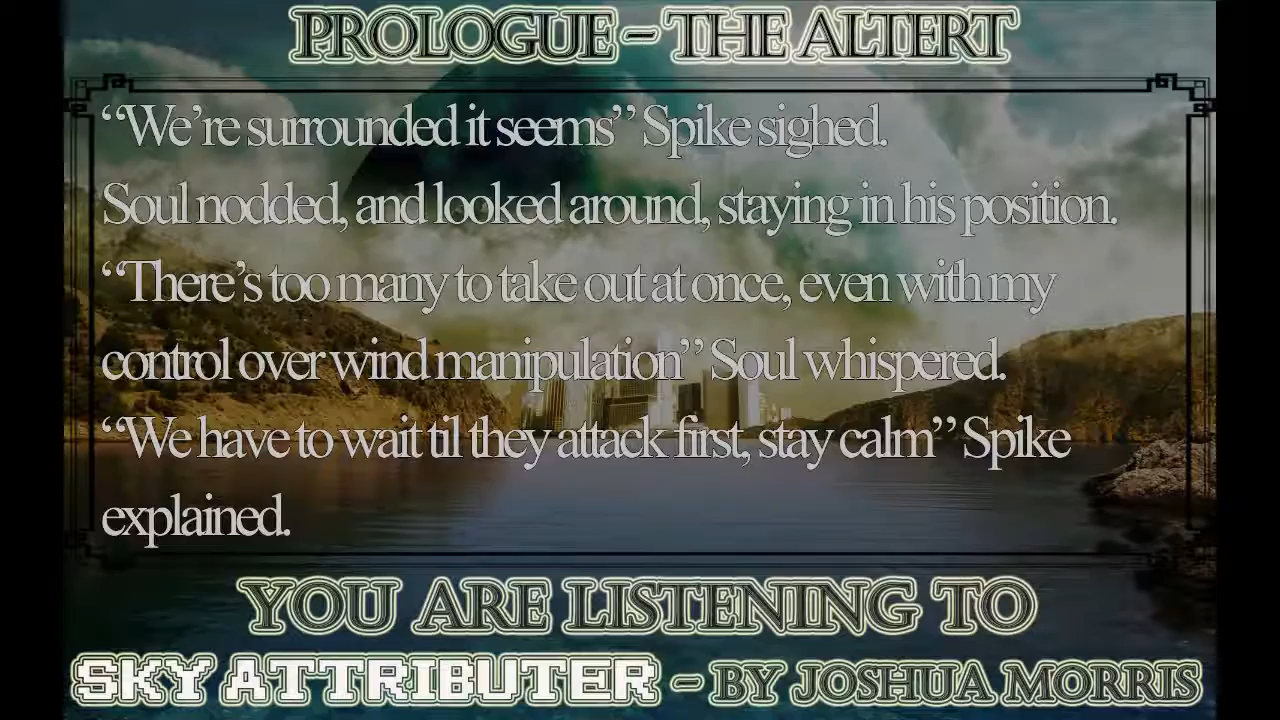 PROLOGUE - THE ALTERT
“We’re surrounded it seems” Spike sighed.
Soul nodded, and looked around, staying in his position.
“There’s too many to take out at once, even with my
control over wind manipulation” Soul whispered.
“We have to wait til they attack first, stay calm” Spike
explained.
YOU ARE LISTENING TO
SKY ATTRIBUTER - BY JOSHUA MORRIS